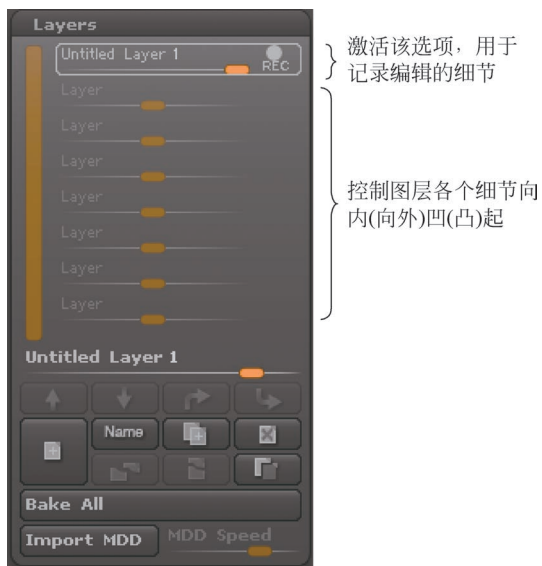 Layers
Untitled Layer 1
REC
激活该选项，用于
记录编辑的细节
Layer
Layer
Layer
Layer
Layer
Layer
Layer
控制图层各个细节向
内(向外)凹(凸)起
Untitled Layer 1
Name
Bake All
Import MDD
MDD Speed